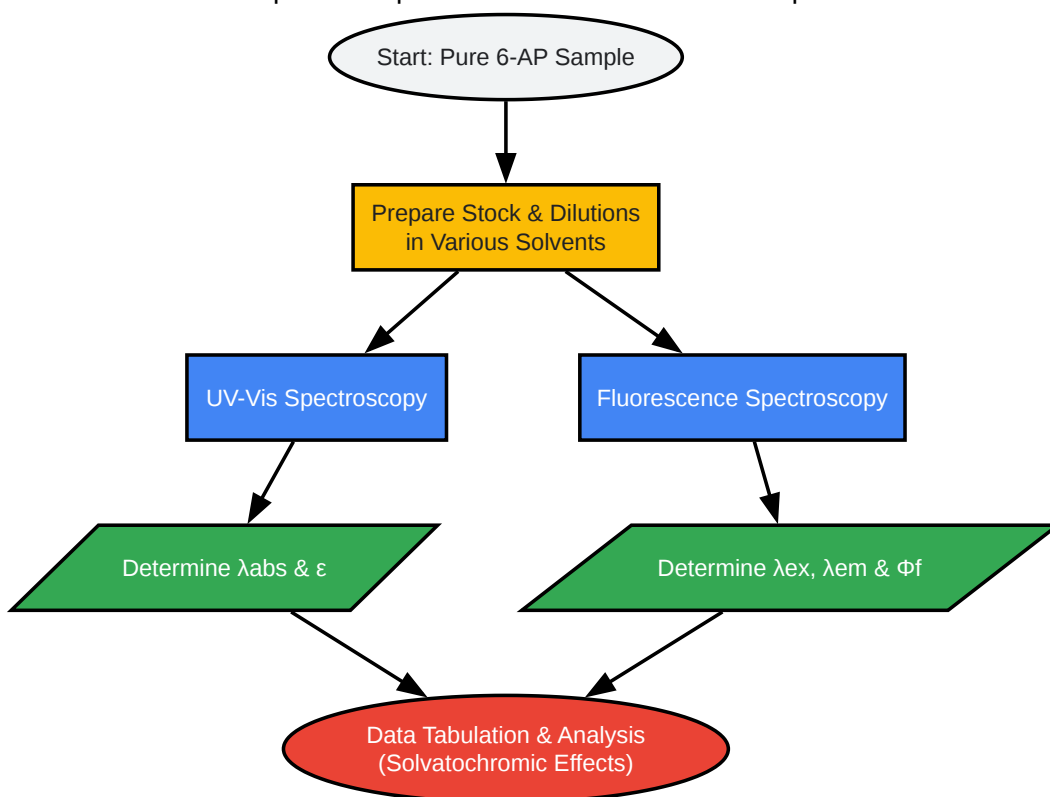 Start: Pure 6-AP Sample
Prepare Stock & Dilutions
in Various Solvents
UV-Vis Spectroscopy
Fluorescence Spectroscopy
Determine λabs & ε
Determine λex, λem & Φf
Data Tabulation & Analysis
(Solvatochromic Effects)